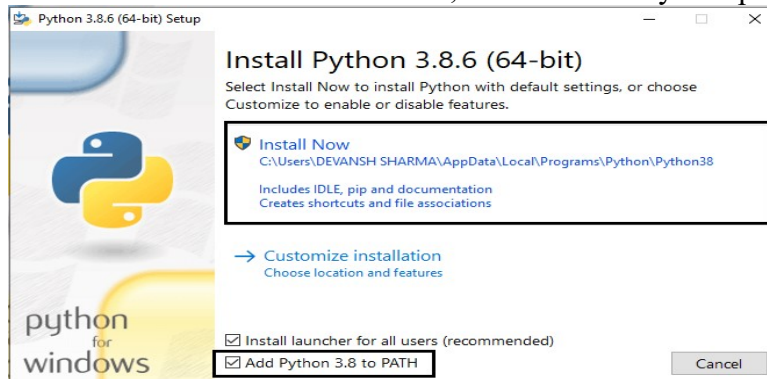 Python 3.8.6 (64-bit) Setup
Install Python 3.8.6 (64-bit)
Select Install Now to install Python with default settings, or choose
Customize to enable or disable features.
Install Now
C:\Users\DEVANSH SHARMA\AppData\Local\Programs\Python\Python38
Includes IDLE, pip and documentation
Creates shortcuts and file associations
→ Customize installation
Choose location and features
python
for
windows
Install launcher for all users (recommended)
Add Python 3.8 to PATH
Cancel